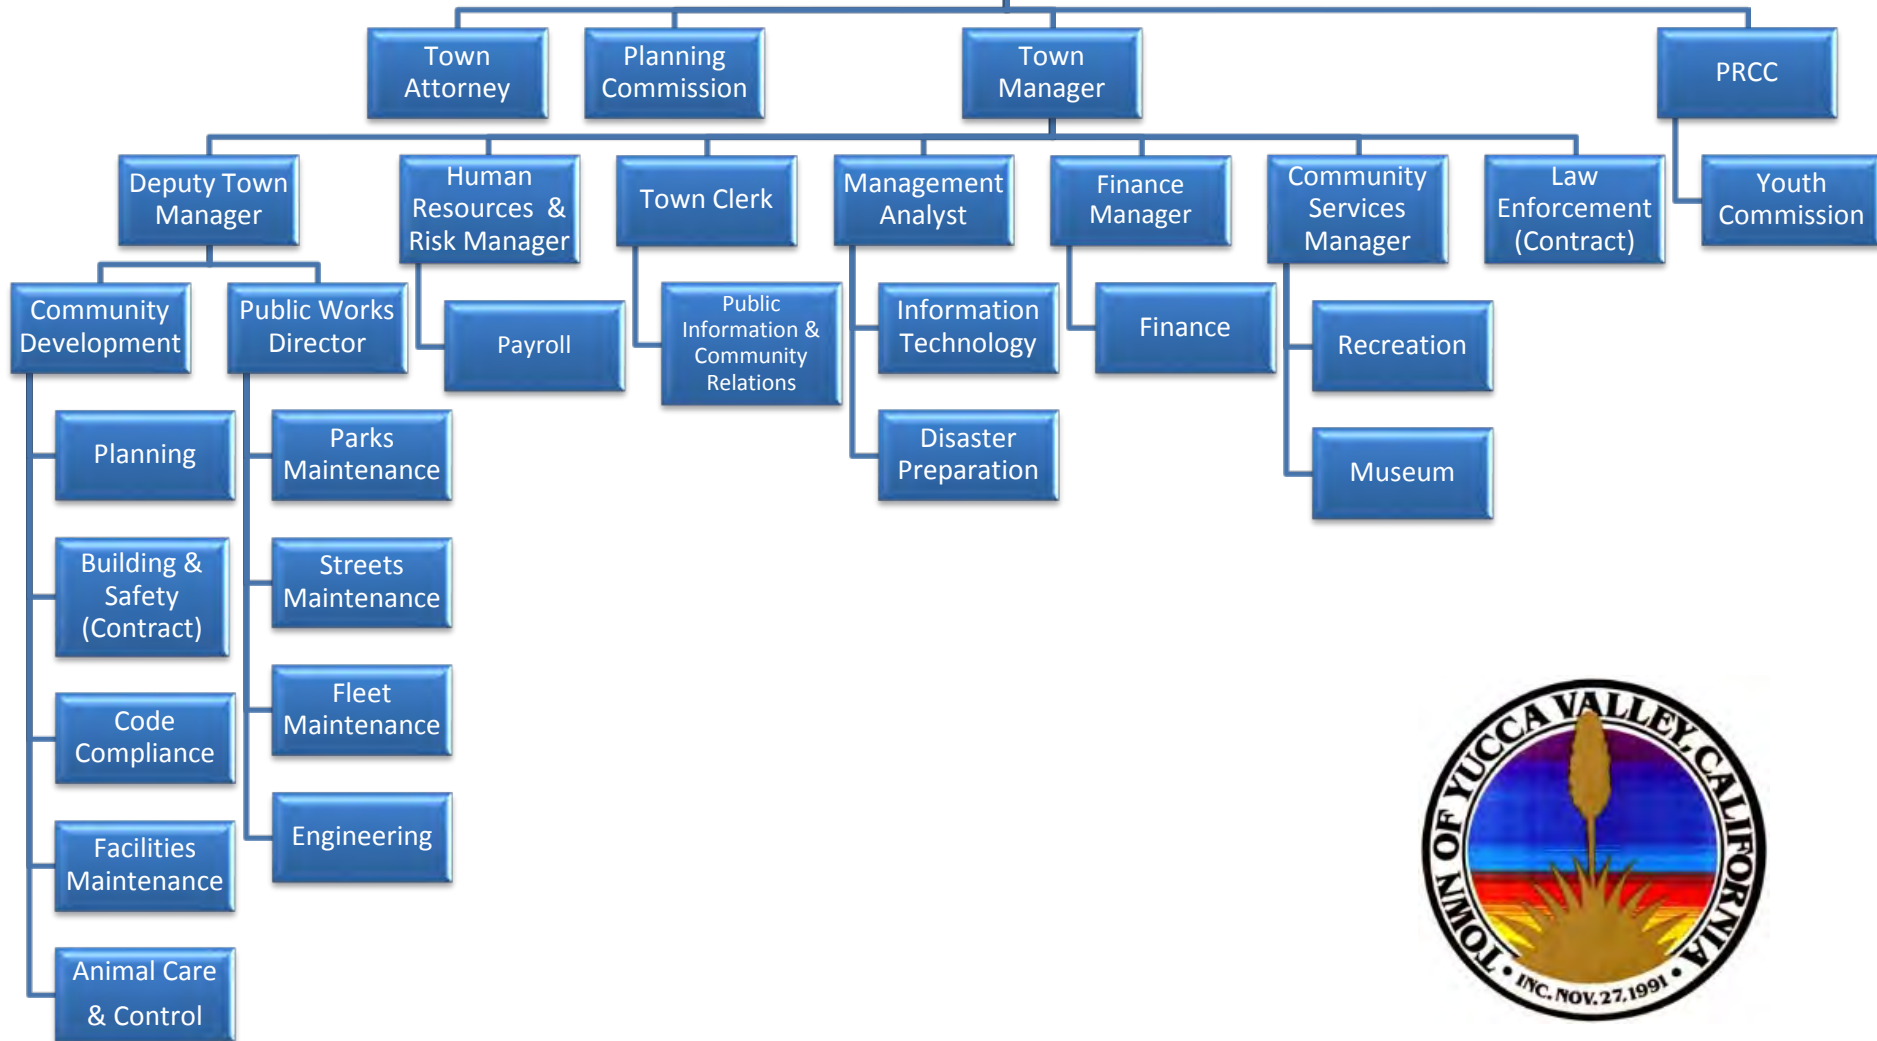 Town
Attorney
Planning
Commission
Town
Manager
PRCC
Deputy Town
Manager
Human
Resources & 
Risk Manager
Town Clerk
Management
Analyst
Finance
Manager
Community
Services
Manager
Law
Enforcement
(Contract)
Youth
Commission
Community
Development
Public Works
Director
Payroll
Public
Information &
Community
Relations
Information
Technology
Finance
Recreation
Planning
Parks
Maintenance
Disaster
Preparation
Museum
Building &
Safety
(Contract)
Streets
Maintenance
Code
Compliance
Fleet
Maintenance
Facilities
Maintenance
Engineering
Animal Care
& Control
• TOWN OF YUCCA VALLEY, CALIFORNIA •
INC. NOV. 27, 1991